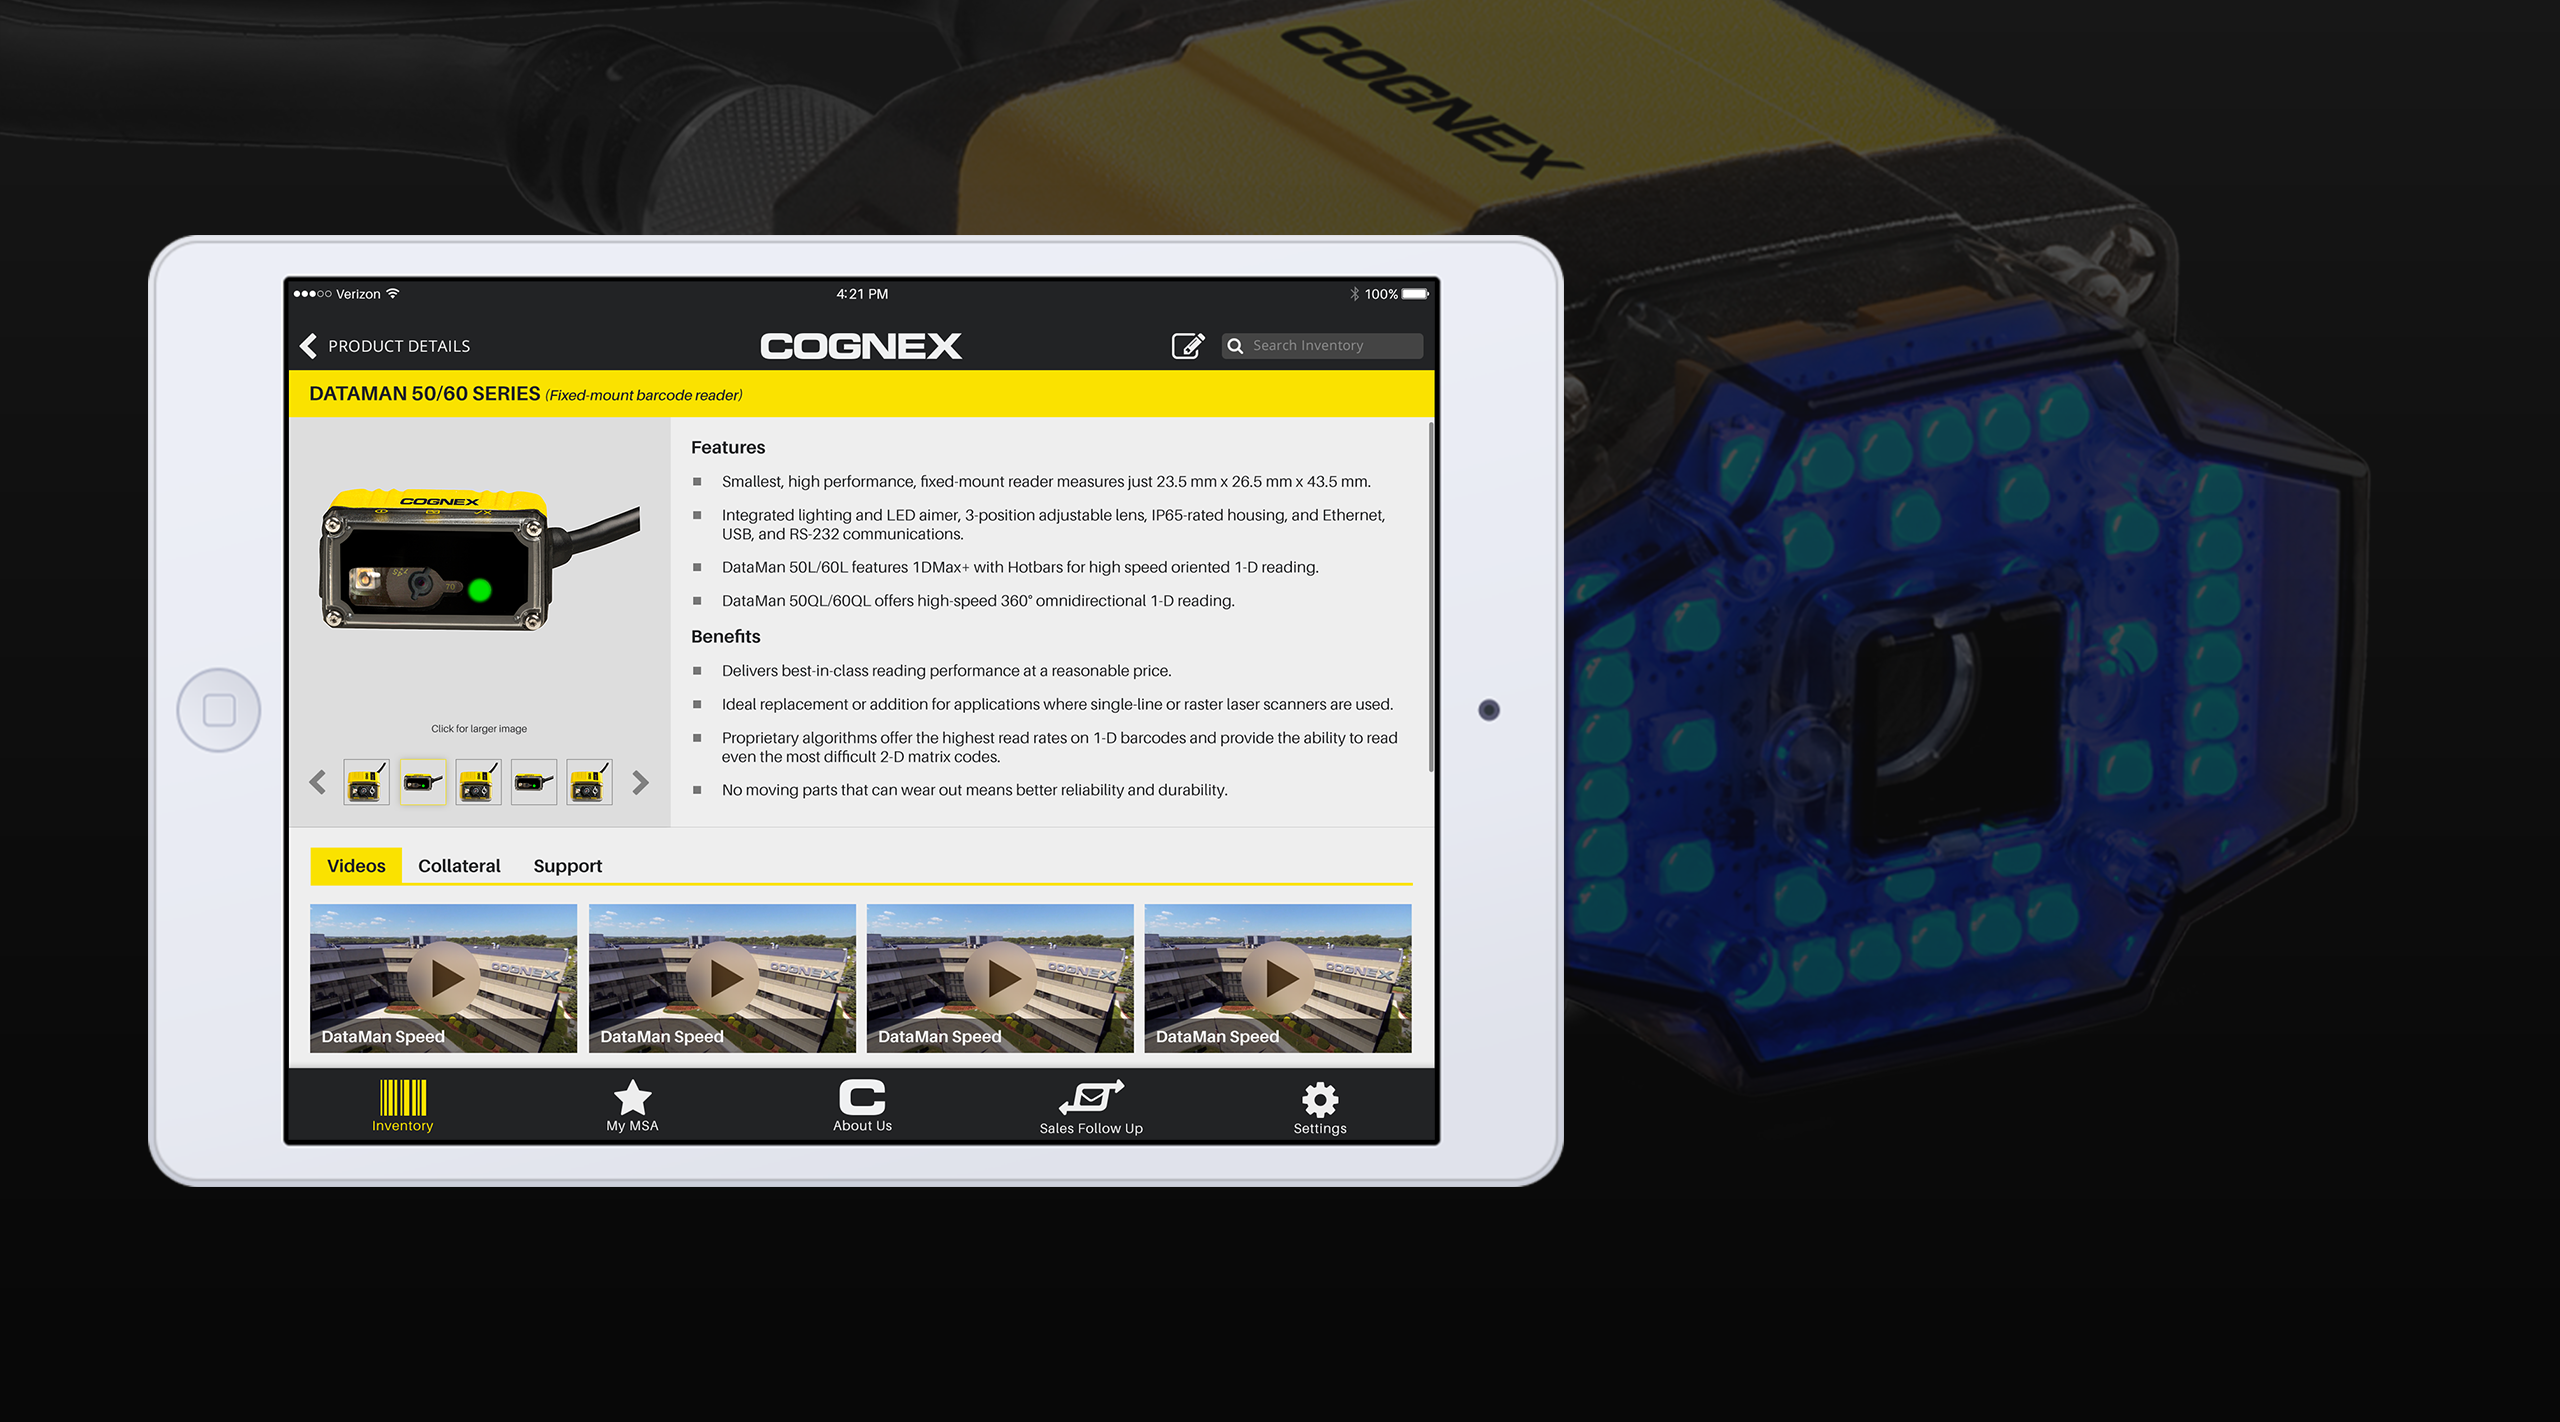 COGNEX
Verizon
4:21 PM
100%
PRODUCT DETAILS
COGNEX
Search Inventory
DATAMAN 50/60 SERIES (Fixed-mount barcode reader)
COGNEX
70
Click for larger image
Features
Smallest, high performance, fixed-mount reader measures just 23.5 mm x 26.5 mm x 43.5 mm.
Integrated lighting and LED aimer, 3-position adjustable lens, IP65-rated housing, and Ethernet,
USB, and RS-232 communications.
DataMan 50L/60L features 1DMax+ with Hotbars for high speed oriented 1-D reading.
DataMan 50QL/60QL offers high-speed 360° omnidirectional 1-D reading.
Benefits
Delivers best-in-class reading performance at a reasonable price.
Ideal replacement or addition for applications where single-line or raster laser scanners are used.
Proprietary algorithms offer the highest read rates on 1-D barcodes and provide the ability to read
even the most difficult 2-D matrix codes.
No moving parts that can wear out means better reliability and durability.
Videos Collateral Support
COGNEX COGNEX COGNEX COGNEX
DataMan Speed DataMan Speed DataMan Speed DataMan Speed
Inventory My MSA About Us Sales Follow Up Settings